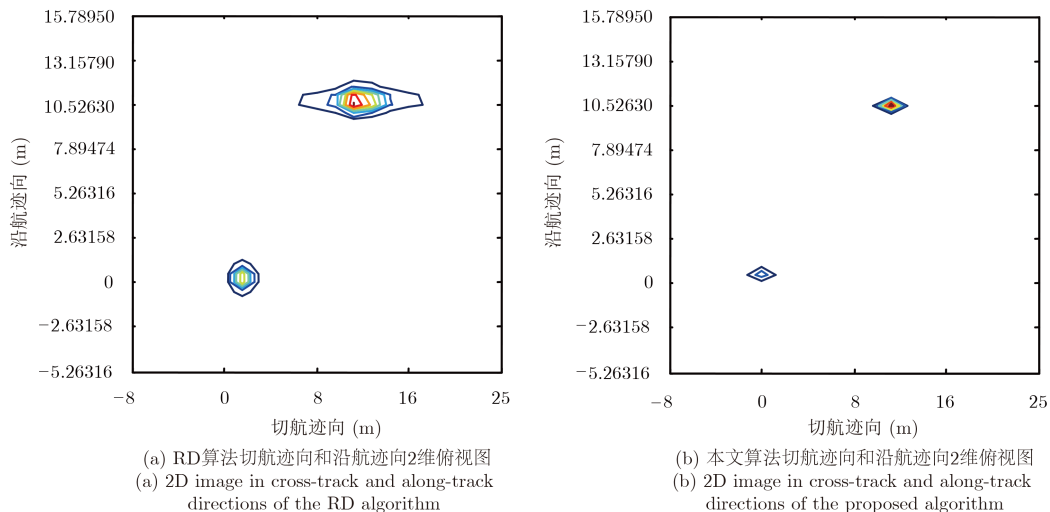 15.78950
13.15790
10.52630
7.89474
5.26316
2.63158
0
−2.63158
−5.26316
沿航迹向 (m)
−8 0 8 16 25
切航迹向 (m)
(a) RD算法切航迹向和沿航迹向2维俯视图
(a) 2D image in cross-track and along-track
directions of the RD algorithm
15.78950
13.15790
10.52630
7.89474
5.26316
2.63158
0
−2.63158
−5.26316
沿航迹向 (m)
−8 0 8 16 25
切航迹向 (m)
(b) 本文算法切航迹向和沿航迹向2维俯视图
(b) 2D image in cross-track and along-track
directions of the proposed algorithm